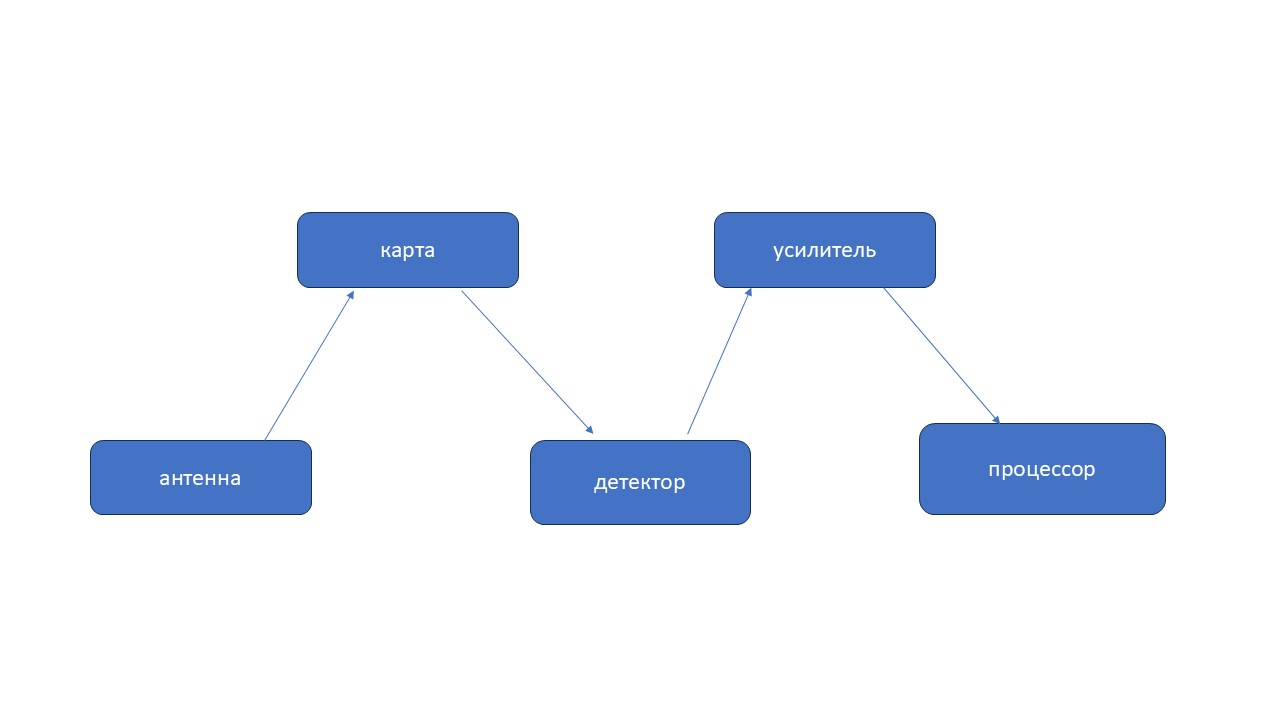 карта
усилитель
антенна
детектор
процессор